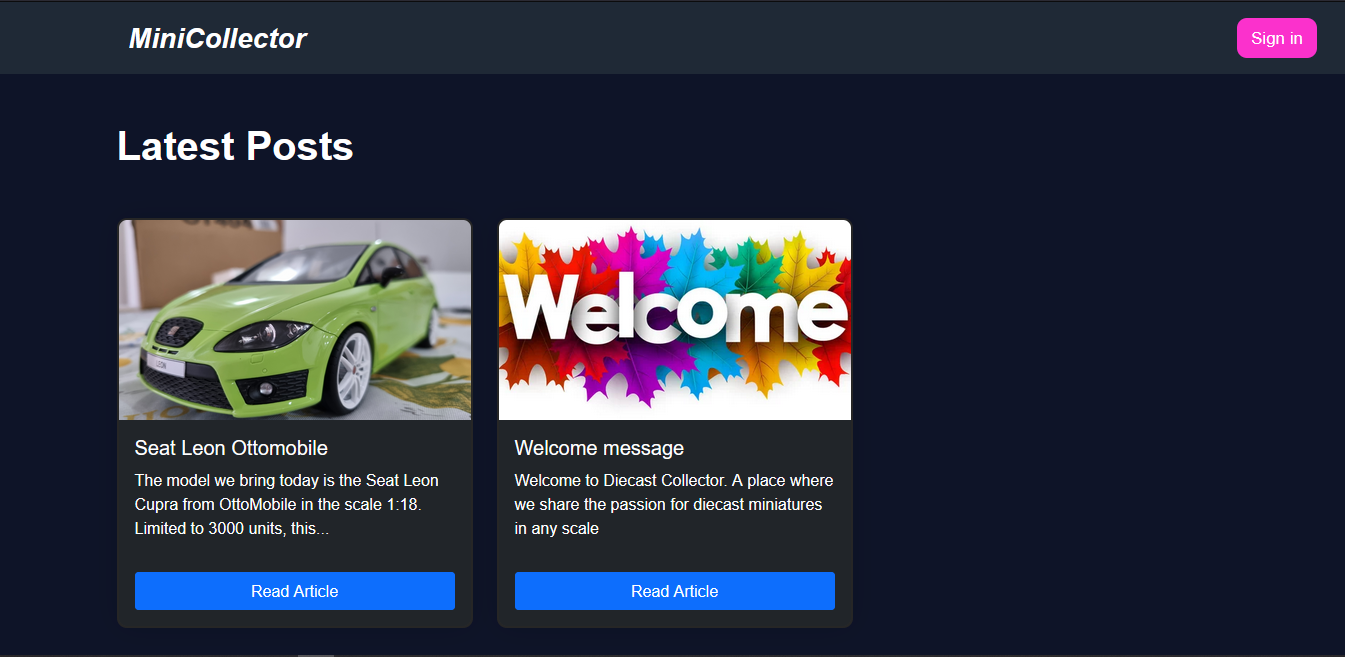 MiniCollector
Sign in
Latest Posts
LEON
Welcome
Seat Leon Ottomobile
The model we bring today is the Seat Leon
Cupra from OttoMobile in the scale 1:18.
Limited to 3000 units, this...
Read Article
Welcome message
Welcome to Diecast Collector. A place where
we share the passion for diecast miniatures
in any scale
Read Article